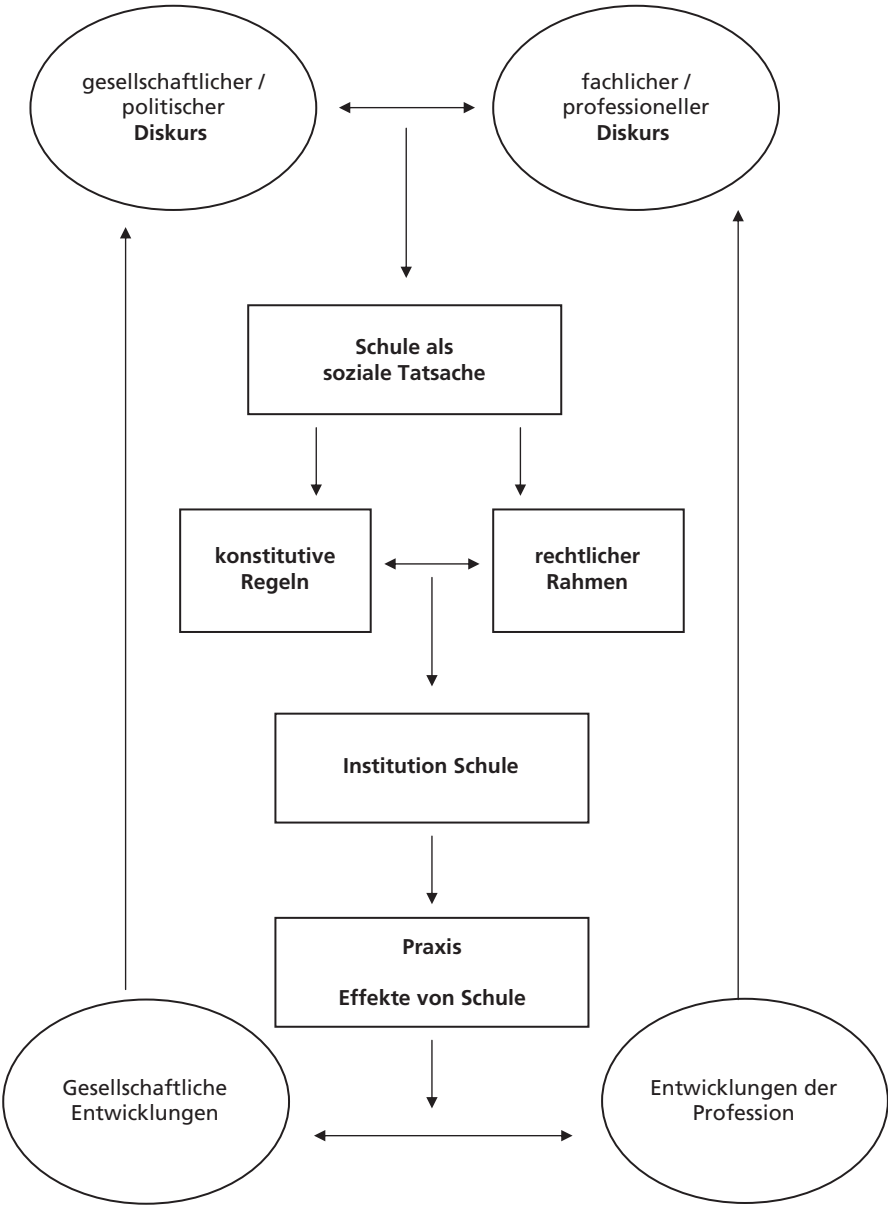 gesellschaftlicher /
politischer
Diskurs
fachlicher /
professioneller
Diskurs
Schule als
soziale Tatsache
konstitutive
Regeln
rechtlicher
Rahmen
Institution Schule
Praxis
Effekte von Schule
Gesellschaftliche
Entwicklungen
Entwicklungen der
Profession